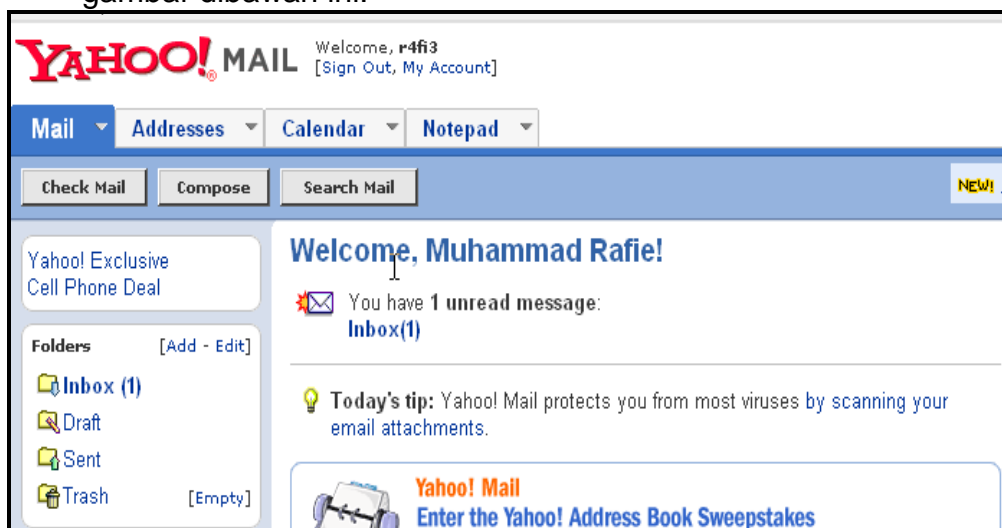 gambar dibawah ini.
YAHOO! MAIL
Welcome, r4fi3
[Sign Out, My Account]
Mail Addresses Calendar Notepad
Check Mail Compose Search Mail
NEW!
Yahoo! Exclusive
Cell Phone Deal
Folders [Add - Edit]
Inbox (1)
Draft
Sent
Trash [Empty]
Welcome, Muhammad Rafie!
You have 1 unread message:
Inbox(1)
Today's tip: Yahoo! Mail protects you from most viruses by scanning your
email attachments.
Yahoo! Mail
Enter the Yahoo! Address Book Sweepstakes